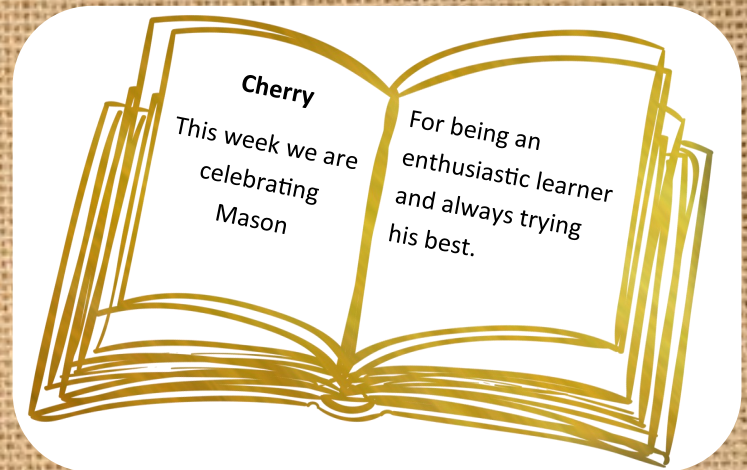 Cherry
This week we are
celebrating
Mason
For being an
enthusiastic learner
and always trying
his best.